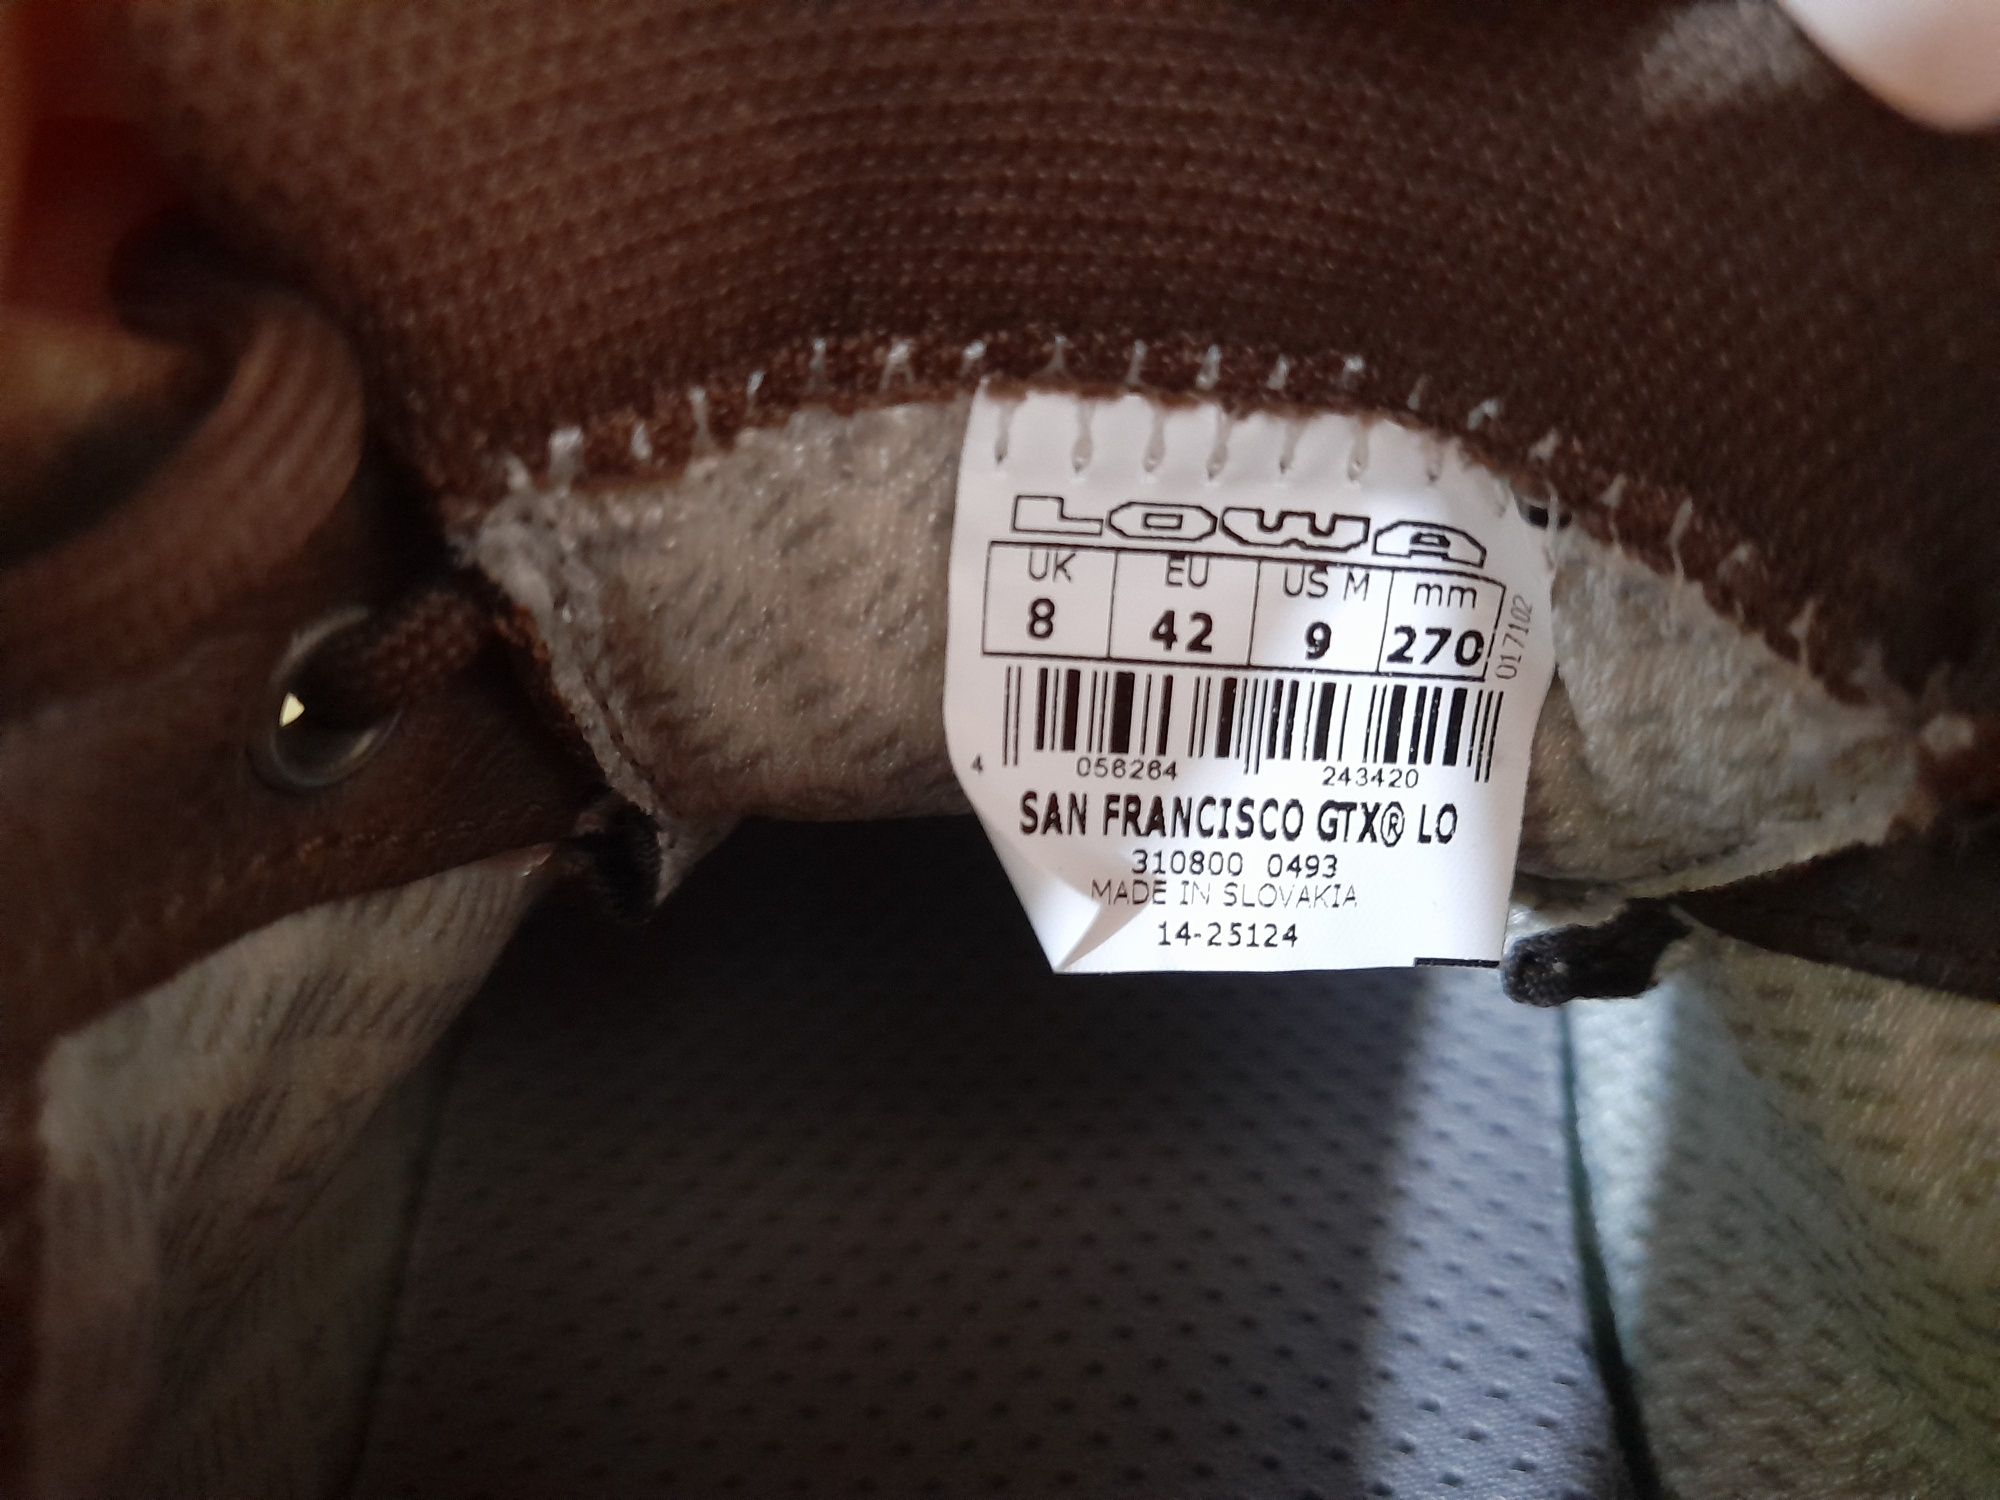 LOWA
UK EU US M mm
8 42 9 270
017102
4 056284 243420
SAN FRANCISCO GTX® LO
310800 0493
MADE IN SLOVAKIA
14-25124